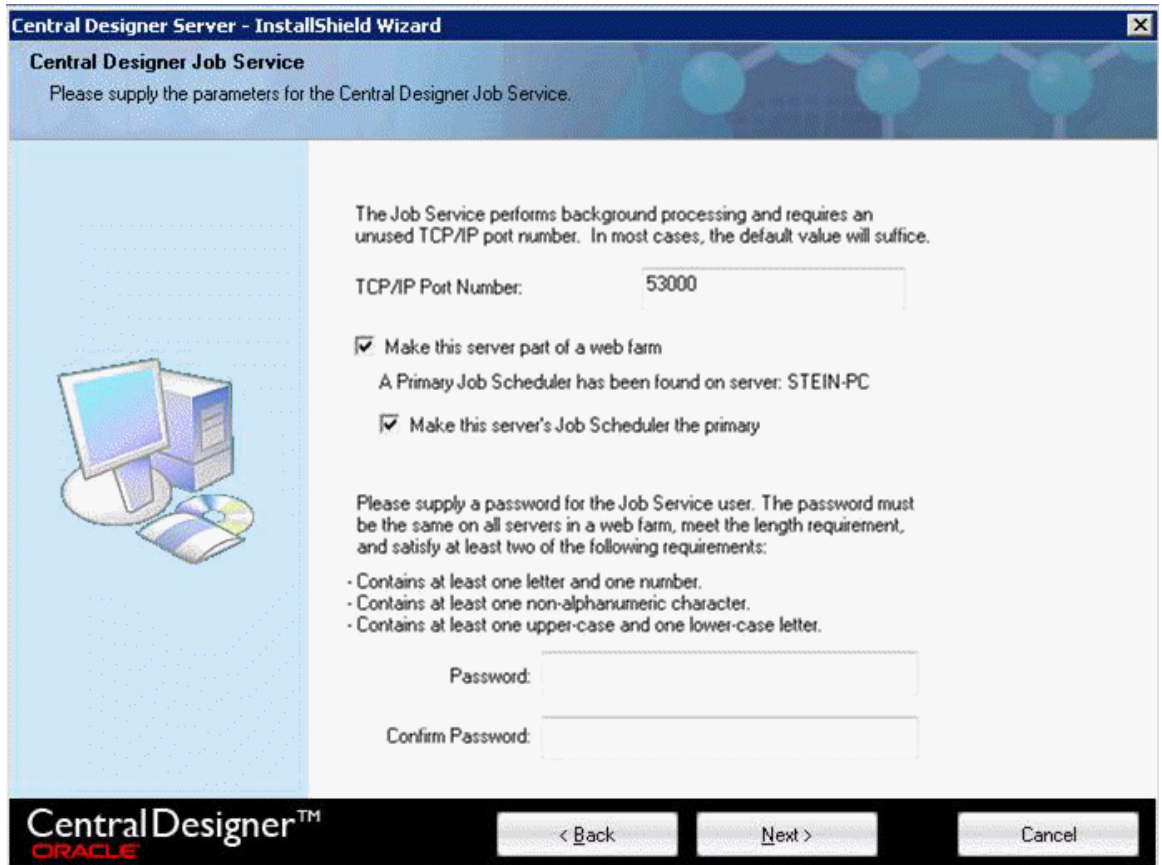 Central Designer Server - InstallShield Wizard
Central Designer Job Service
Please supply the parameters for the Central Designer Job Service.
The Job Service performs background processing and requires an
unused TCP/IP port number. In most cases, the default value will suffice.
TCP/IP Port Number: 53000
Make this server part of a web farm
A Primary Job Scheduler has been found on server: STEIN-PC
Make this server's Job Scheduler the primary
Please supply a password for the Job Service user. The password must
be the same on all servers in a web farm, meet the length requirement,
and satisfy at least two of the following requirements:
- Contains at least one letter and one number.
- Contains at least one non-alphanumeric character.
- Contains at least one upper-case and one lower-case letter.
Password:
Confirm Password:
CentralDesigner™
ORACLE
< Back Next > Cancel